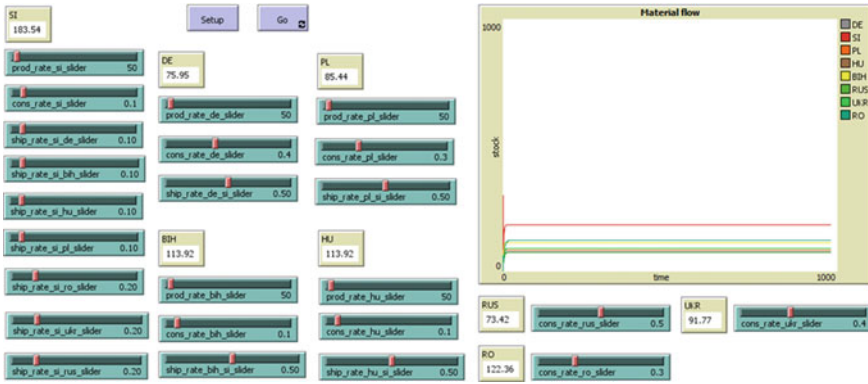 SI
183.54
Setup
Go
prod_rate_si_slider 50
cons_rate_si_slider 0.1
ship_rate_si_de_slider 0.10
ship_rate_si_bih_slider 0.10
ship_rate_si_hu_slider 0.10
ship_rate_si_pl_slider 0.10
ship_rate_si_ro_slider 0.20
ship_rate_si_ukr_slider 0.20
ship_rate_si_rus_slider 0.20
DE
75.95
prod_rate_de_slider 50
cons_rate_de_slider 0.4
ship_rate_de_si_slider 0.50
PL
85.44
prod_rate_pl_slider 50
cons_rate_pl_slider 0.3
ship_rate_pl_si_slider 0.50
BIH
113.92
prod_rate_bih_slider 50
cons_rate_bih_slider 0.1
ship_rate_bih_si_slider 0.50
HU
113.92
prod_rate_hu_slider 50
cons_rate_hu_slider 0.1
ship_rate_hu_si_slider 0.50
Material flow
1000
stock
0
0
time
1000
DE
SI
PL
HU
BIH
RUS
UKR
RO
RUS
73.42
cons_rate_rus_slider 0.5
UKR
91.77
cons_rate_ukr_slider 0.4
RO
122.36
cons_rate_ro_slider 0.3